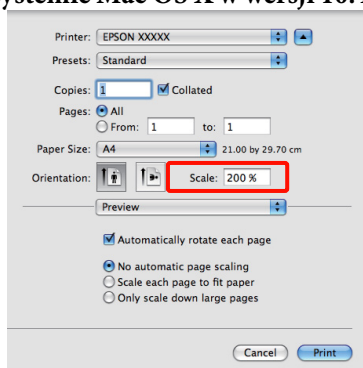 Printer: EPSON XXXXX
Presets: Standard
Copies: 1 Collated
Pages: All
From: 1 to: 1
Paper Size: A4 21.00 by 29.70 cm
Orientation: Scale: 200 %
Preview
Automatically rotate each page
No automatic page scaling
Scale each page to fit paper
Only scale down large pages
Cancel Print